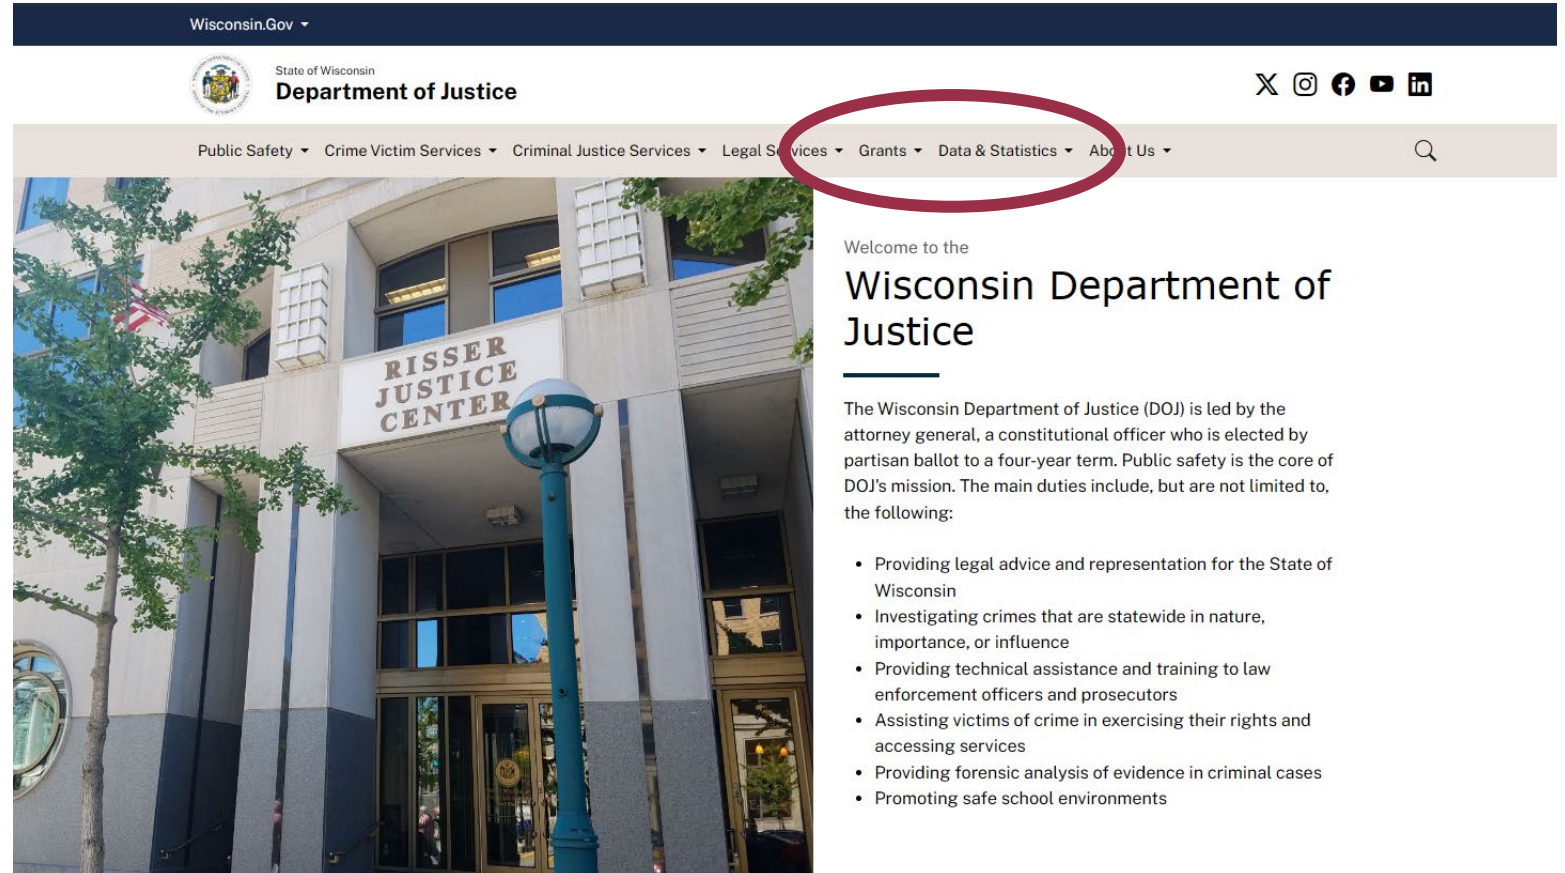 Wisconsin.Gov
State of Wisconsin
Department of Justice
Public Safety Crime Victim Services Criminal Justice Services Legal Services Grants Data & Statistics About Us
RISSER
JUSTICE
CENTER
Welcome to the
Wisconsin Department of
Justice
The Wisconsin Department of Justice (DOJ) is led by the
attorney general, a constitutional officer who is elected by
partisan ballot to a four-year term. Public safety is the core of
DOJ's mission. The main duties include, but are not limited to,
the following:
• Providing legal advice and representation for the State of
Wisconsin
• Investigating crimes that are statewide in nature,
importance, or influence
• Providing technical assistance and training to law
enforcement officers and prosecutors
• Assisting victims of crime in exercising their rights and
accessing services
• Providing forensic analysis of evidence in criminal cases
• Promoting safe school environments